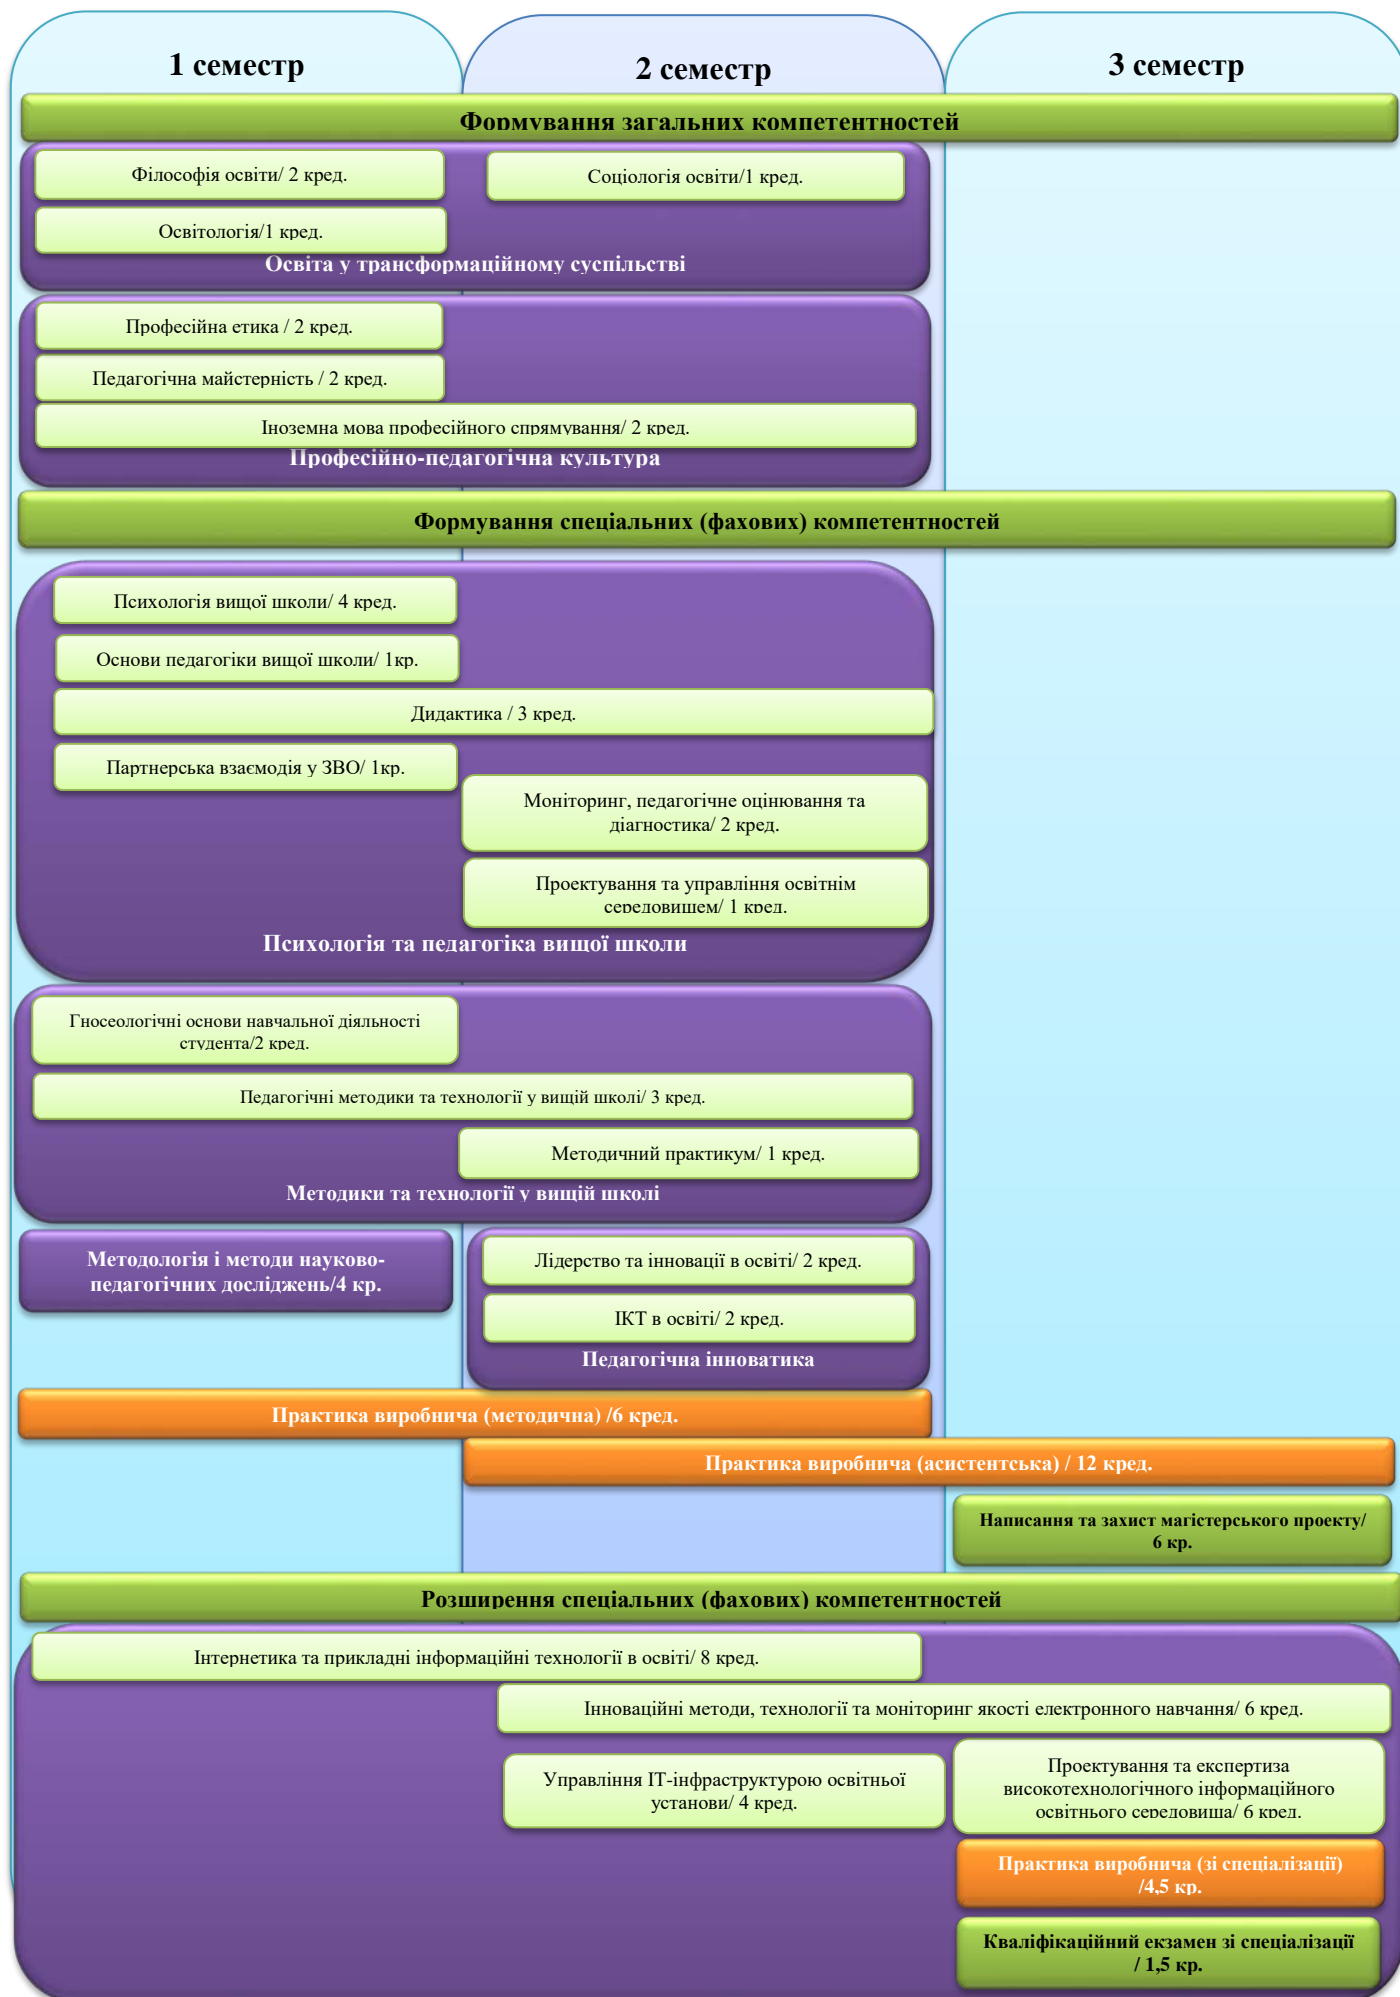 1 семестр
2 семестр
3 семестр
Формування загальних компетентностей
Філософія освіти/ 2 кред.
Соціологія освіти/1 кред.
Освітологія/1 кред.
Освіта у трансформаційному суспільстві
Професійна етика / 2 кред.
Педагогічна майстерність / 2 кред.
Іноземна мова професійного спрямування/ 2 кред.
Професійно-педагогічна культура
Формування спеціальних (фахових) компетентностей
Психологія вищої школи/ 4 кред.
Основи педагогіки вищої школи/ 1кр.
Дидактика / 3 кред.
Партнерська взаємодія у ЗВО/ 1кр.
Моніторинг, педагогічне оцінювання та
діагностика/ 2 кред.
Проектування та управління освітнім
середовищем/ 1 кред.
Психологія та педагогіка вищої школи
Гносеологічні основи навчальної діяльності
студента/2 кред.
Педагогічні методики та технології у вищій школі/ 3 кред.
Методичний практикум/ 1 кред.
Методики та технології у вищій школі
Методологія і методи науково-
педагогічних досліджень/4 кр.
Лідерство та інновації в освіті/ 2 кред.
ІКТ в освіті/ 2 кред.
Педагогічна інноватика
Практика виробнича (методична) /6 кред.
Практика виробнича (асистентська) / 12 кред.
Написання та захист магістерського проекту/
6 кр.
Розширення спеціальних (фахових) компетентностей
Інтернетика та прикладні інформаційні технології в освіті/ 8 кред.
Інноваційні методи, технології та моніторинг якості електронного навчання/ 6 кред.
Управління ІТ-інфраструктурою освітньої
установи/ 4 кред.
Проектування та експертиза
високотехнологічного інформаційного
освітнього середовища/ 6 кред.
Практика виробнича (зі спеціалізації)
/4,5 кр.
Кваліфікаційний екзамен зі спеціалізації
/ 1,5 кр.